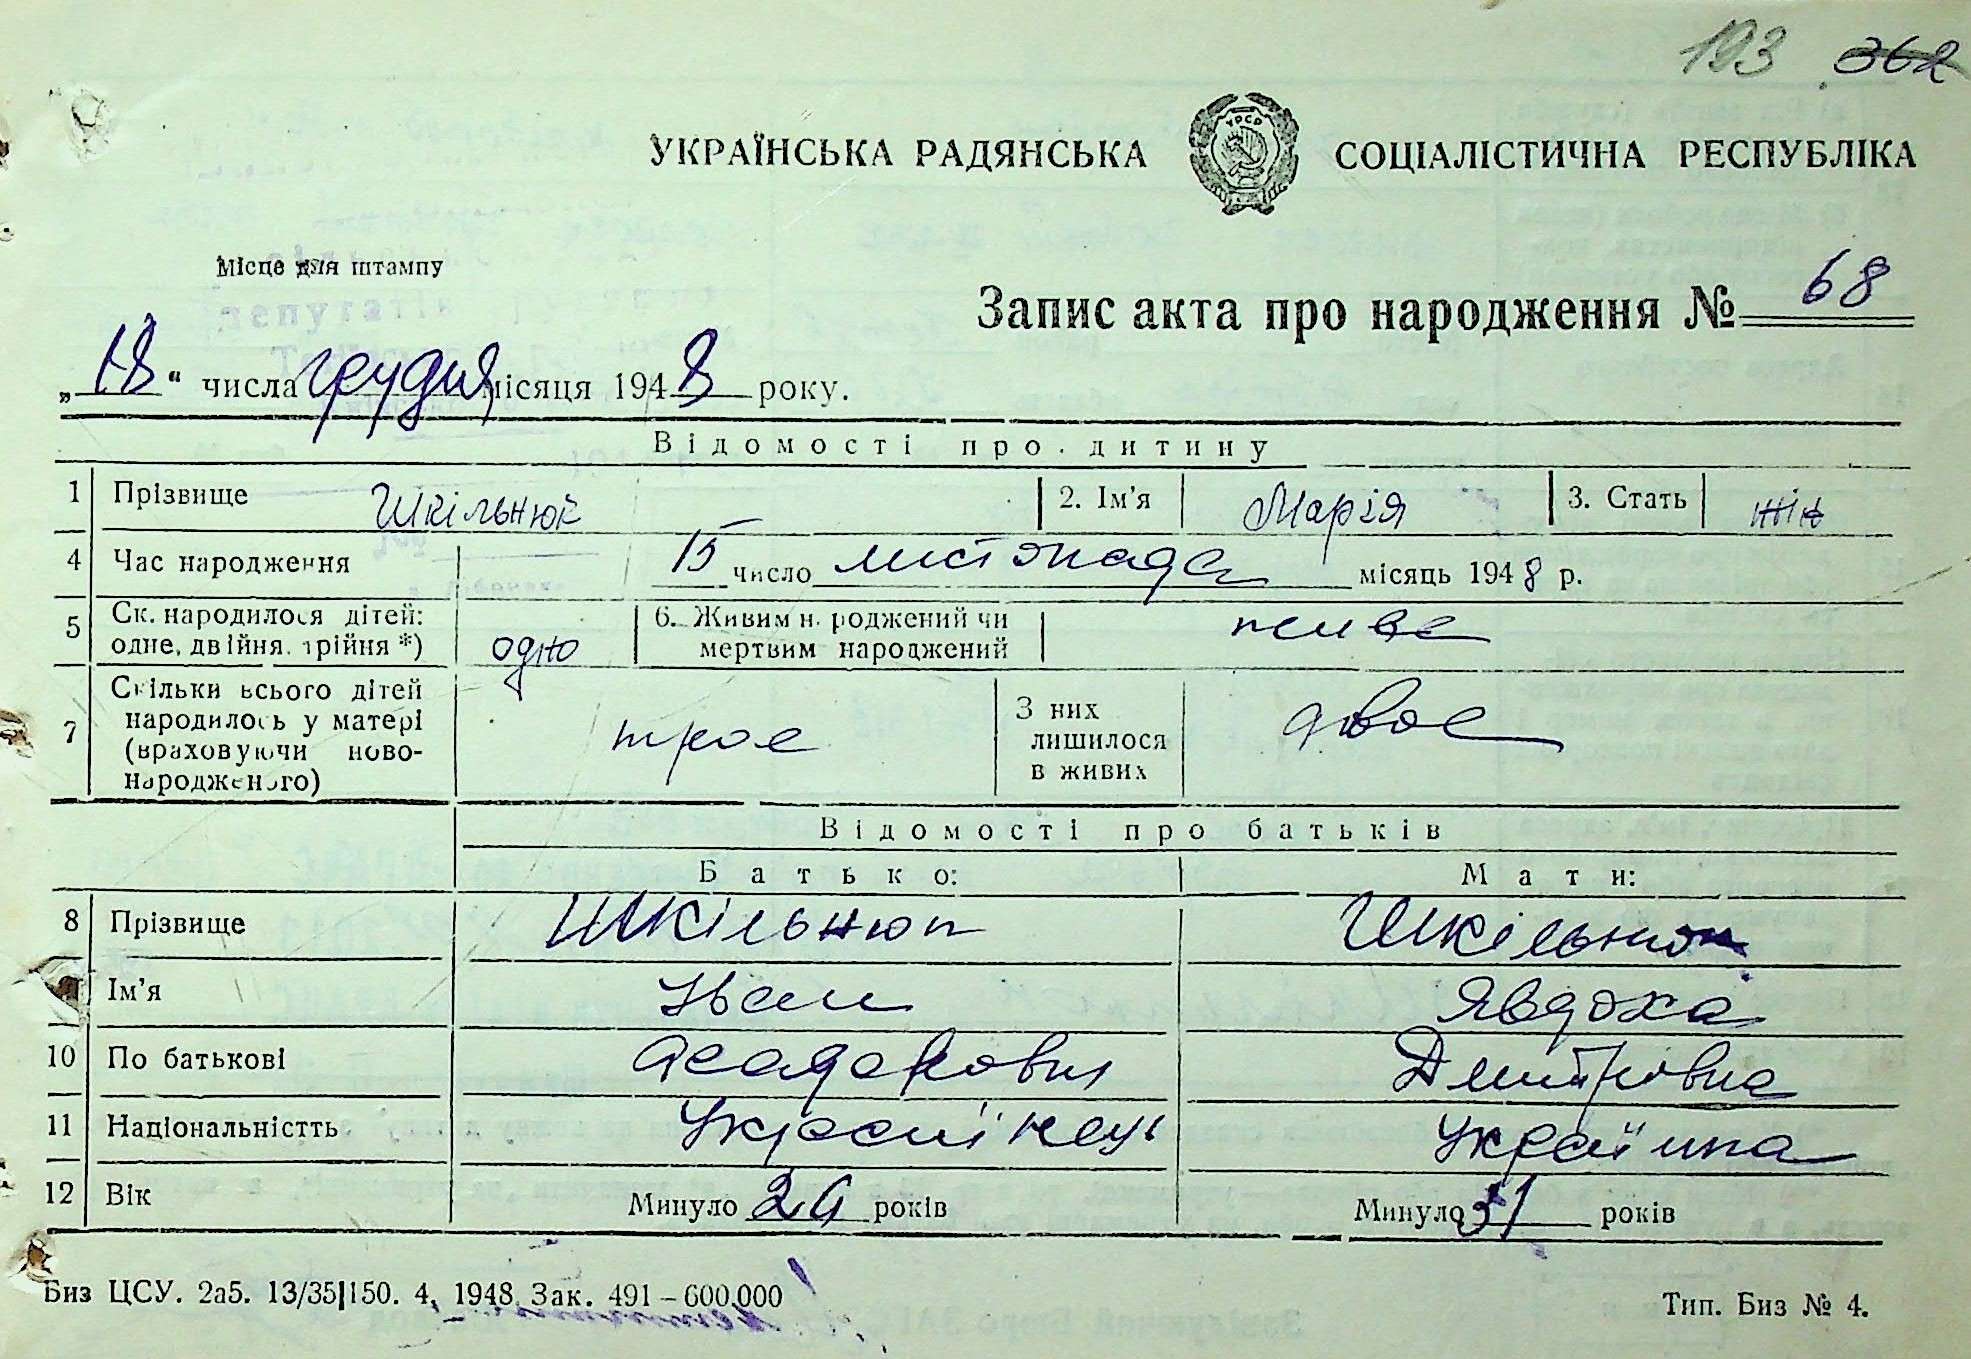 193 362
УКРАЇНСЬКА РАДЯНСЬКА СОЦІАЛІСТИЧНА РЕСПУБЛІКА
УРСР
Місце для штампу
Запис акта про народження № 68
„18“ числа грудня місяця 1948 року.
Відомості про дитину
1 Прізвище Шкільнюк 2. Ім'я Марія 3. Стать жін
4 Час народження 15 число листопада місяць 1948 р.
5 Ск. народилося дітей: одне, двійня, трійня *) одно 6. Живим народжений чи мертвим народжений живе
7 Скільки всього дітей народилось у матері (враховуючи новонародженого) троє З них лишилося в живих двоє
Відомості про батьків
Батько: Мати:
8 Прізвище Шкільнюк Шкільнюк
9 Ім'я Іван Явдоха
10 По батькові Дмитровна
11 Національністть Українець Українка
12 Вік Минуло років Минуло 31 років
Биз ЦСУ. 2а5. 13/35|150. 4, 1948. Зак. 491 – 600.000 Тип. Биз № 4.